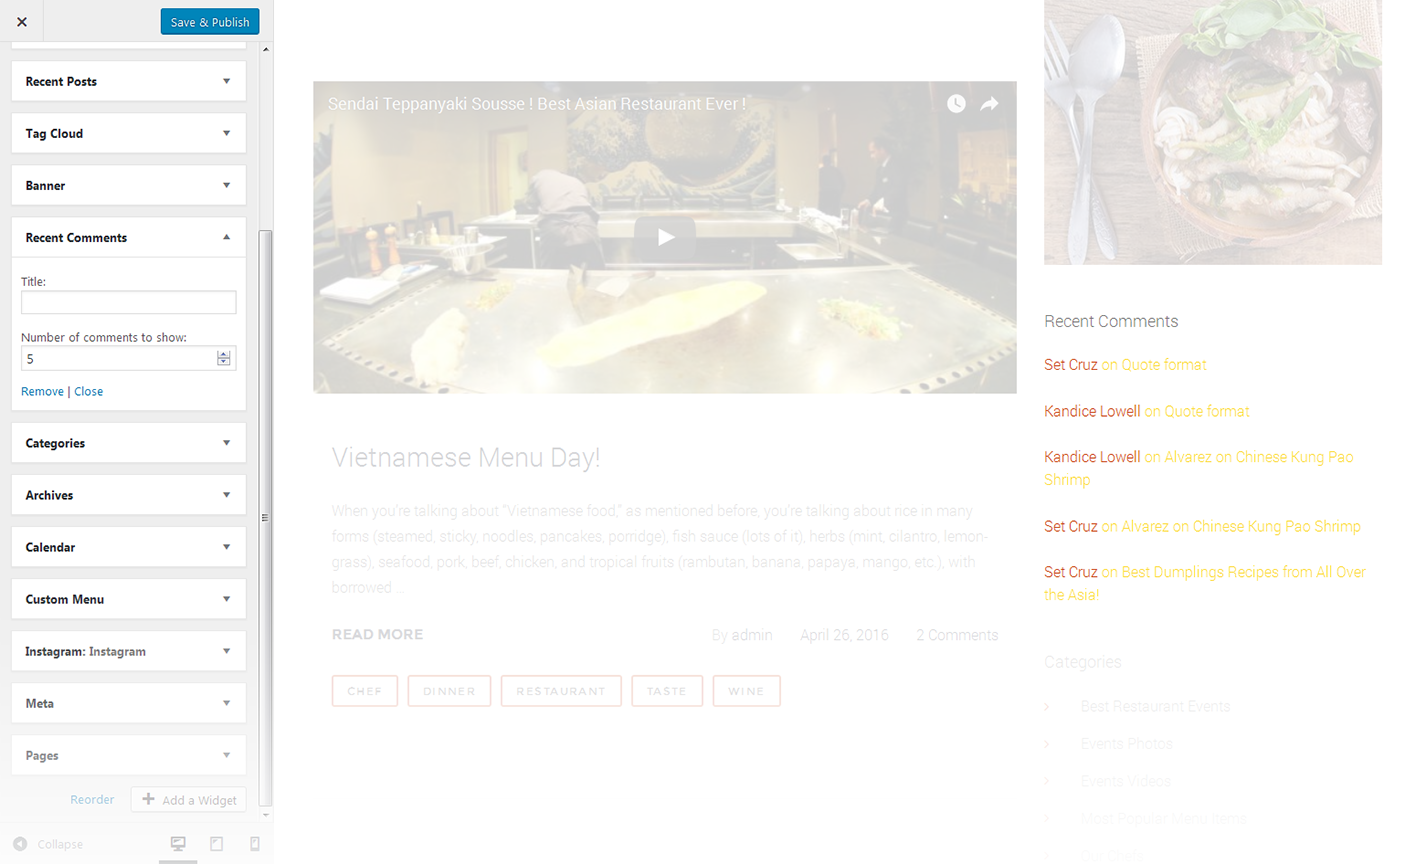 Save & Publish
Recent Posts
Tag Cloud
Banner
Recent Comments
Title:
Number of comments to show:
5
Remove | Close
Categories
Archives
Calendar
Custom Menu
Instagram: Instagram
Meta
Pages
Reorder
Add a Widget
Collapse
Sendai Teppanyaki Sousse ! Best Asian Restaurant Ever !
Vietnamese Menu Day!
When you're talking about "Vietnamese food," as mentioned before, you're talking about rice in many
forms (steamed, sticky, noodles, pancakes, porridge), fish sauce (lots of it), herbs (mint, cilantro, lemon-
grass), seafood, pork, beef, chicken, and tropical fruits (rambutan, banana, papaya, mango, etc.), with
borrowed ...
READ MORE
By admin April 26, 2016 2 Comments
CHEF DINNER RESTAURANT TASTE WINE
Recent Comments
Set Cruz on Quote format
Kandice Lowell on Quote format
Kandice Lowell on Alvarez on Chinese Kung Pao
Shrimp
Set Cruz on Alvarez on Chinese Kung Pao Shrimp
Set Cruz on Best Dumplings Recipes from All Over
the Asia!
Categories
Best Restaurant Events
Events Photos
Events Videos
Most Popular Menu Items
Our Chefs